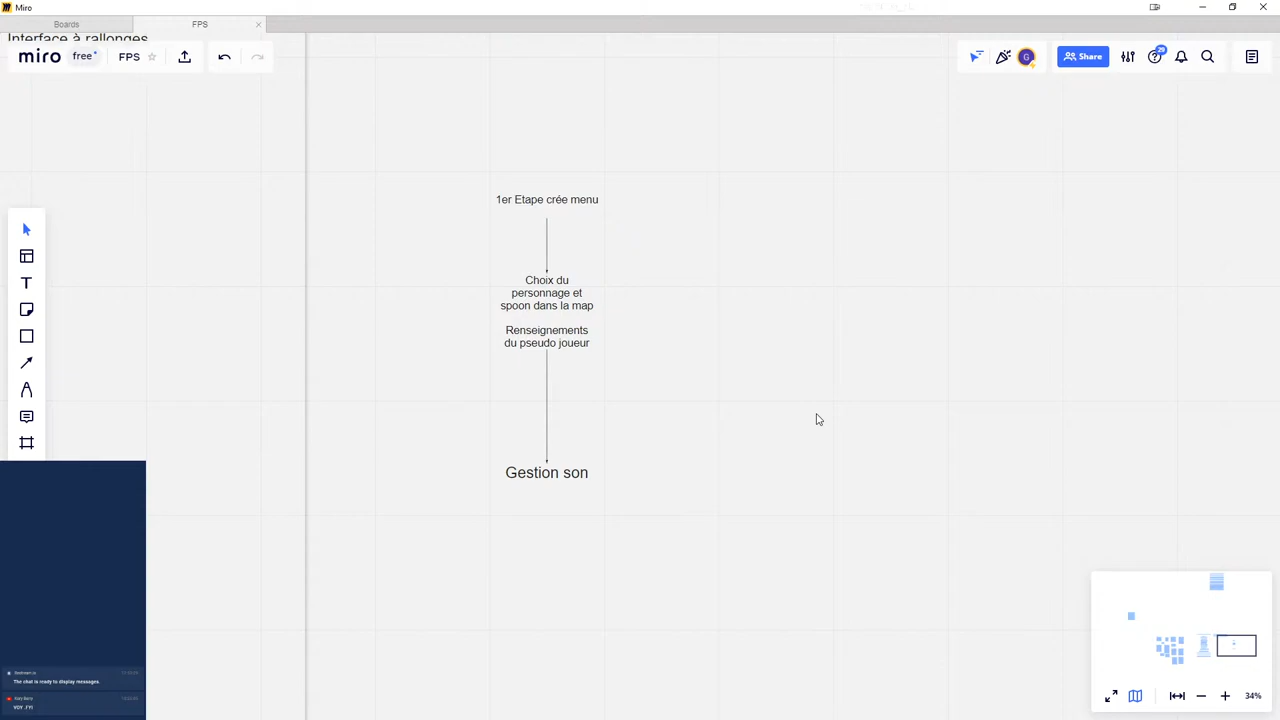 Miro
Boards
FPS
Interface à rallonges
miro
free
FPS
Share
1er Etape crée menu
Choix du
personnage et
spoon dans la map
Renseignements
du pseudo joueur
Gestion son
The chat is ready to display messages.
34%